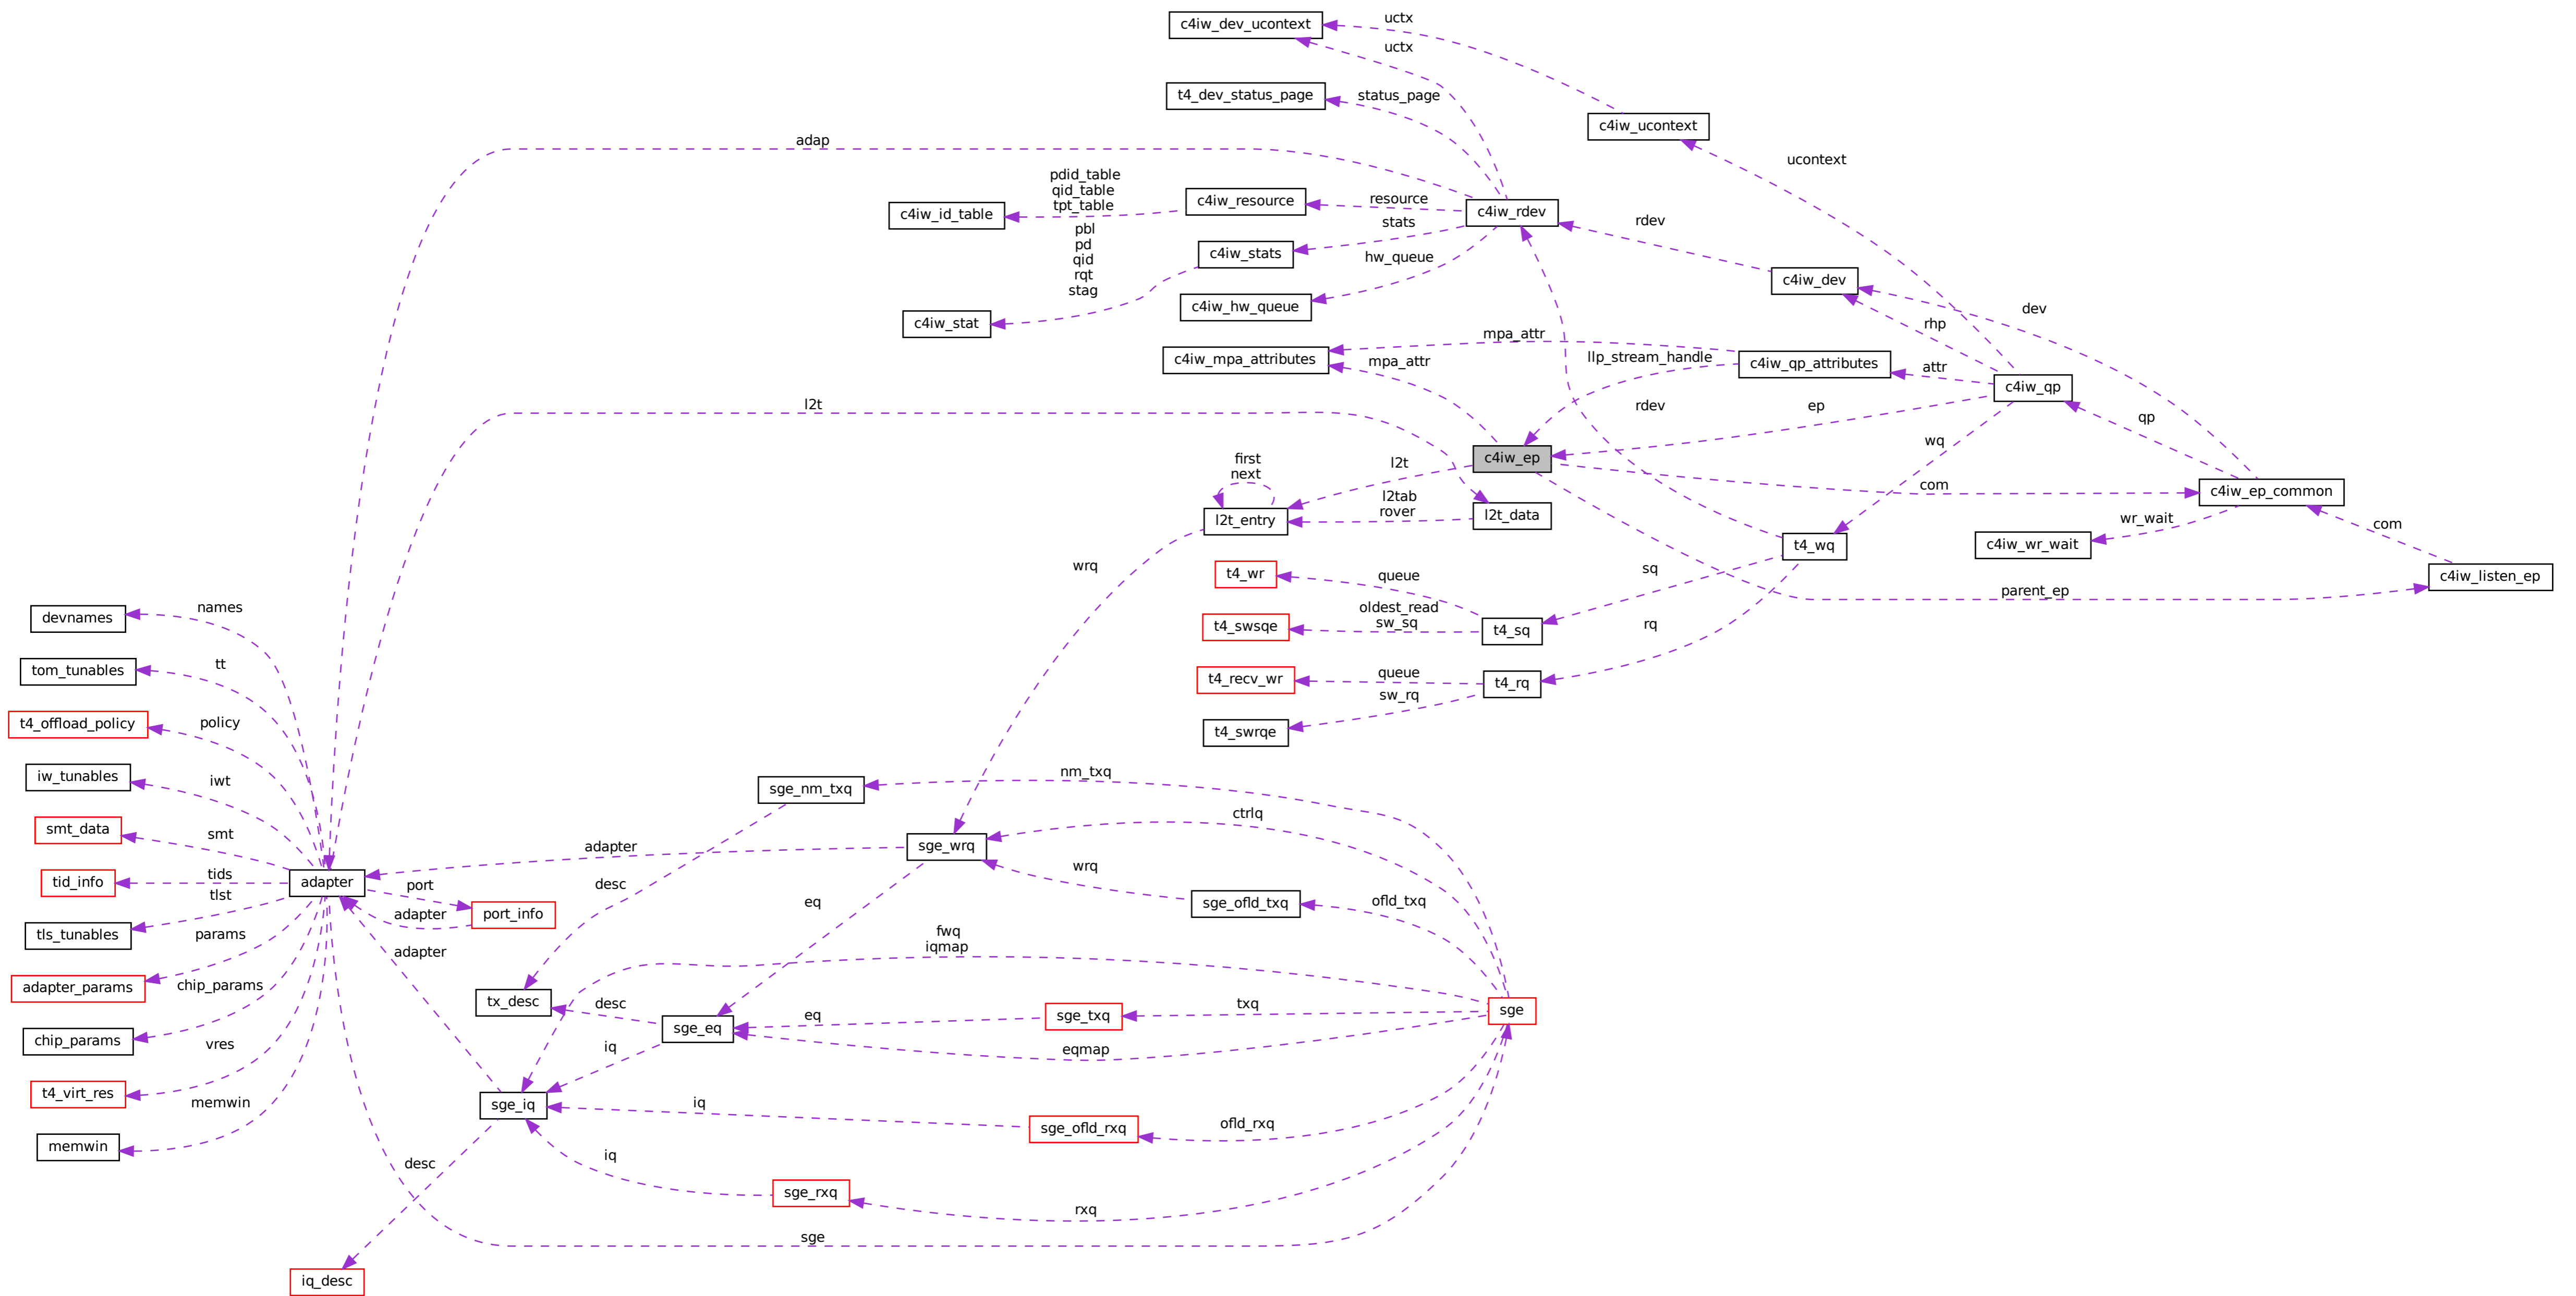 c4iw_dev_ucontext
uctx
uctx
t4_dev_status_page
status_page
c4iw_ucontext
adap
ucontext
pdid_table
qid_table
tpt_table
c4iw_id_table
c4iw_resource
resource
c4iw_rdev
rdev
stats
pbl
pd
qid
rqt
stag
c4iw_stats
hw_queue
c4iw_dev
dev
c4iw_hw_queue
c4iw_stat
rhp
mpa_attr
c4iw_mpa_attributes
mpa_attr
llp_stream_handle
c4iw_qp_attributes
attr
c4iw_qp
l2t
rdev
ep
qp
wq
first
next
l2t
c4iw_ep
com
c4iw_ep_common
l2tab
rover
l2t_entry
l2t_data
wr_wait
com
t4_wq
c4iw_wr_wait
wrq
t4_wr
queue
sq
c4iw_listen_ep
parent_ep
devnames
names
oldest_read
sw_sq
t4_swsqe
t4_sq
rq
tom_tunables
tt
t4_recv_wr
queue
t4_rq
sw_rq
t4_offload_policy
policy
t4_swrqe
iw_tunables
iwt
sge_nm_txq
nm_txq
smt_data
smt
ctrlq
adapter
sge_wrq
wrq
tid_info
tids
tlst
adapter
port
desc
sge_ofld_txq
ofld_txq
tls_tunables
params
port_info
adapter
eq
fwq
iqmap
adapter
adapter_params
chip_params
tx_desc
desc
sge_eq
eq
sge_txq
txq
sge
chip_params
vres
iq
eqmap
t4_virt_res
memwin
sge_iq
iq
sge_ofld_rxq
ofld_rxq
memwin
desc
iq
sge_rxq
rxq
sge
iq_desc